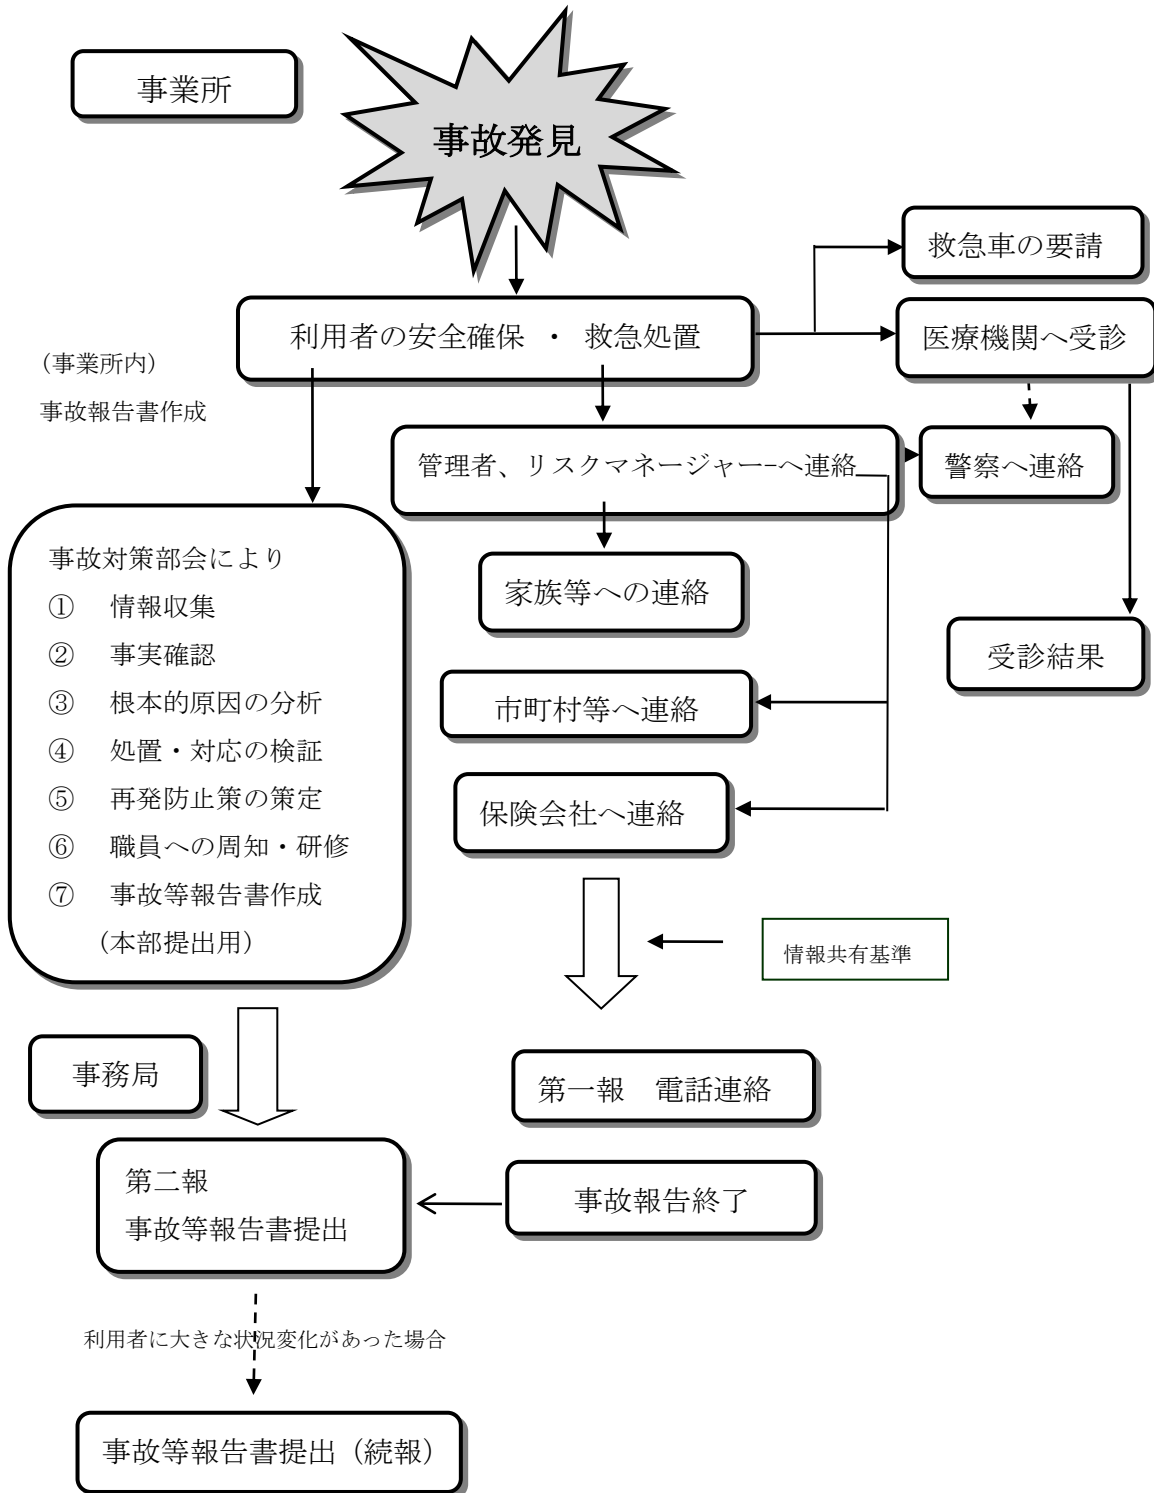 事業所
事故発見
救急車の要請
利用者の安全確保 ・ 救急処置
医療機関へ受診
(事業所内)
事故報告書作成
管理者、リスクマネージャー-へ連絡
警察へ連絡
事故対策部会により
① 情報収集
② 事実確認
③ 根本的原因の分析
④ 処置・対応の検証
⑤ 再発防止策の策定
⑥ 職員への周知・研修
⑦ 事故等報告書作成
(本部提出用)
家族等への連絡
受診結果
市町村等へ連絡
保険会社へ連絡
情報共有基準
事務局
第一報 電話連絡
第二報
事故等報告書提出
事故報告終了
利用者に大きな状況変化があった場合
事故等報告書提出(続報)